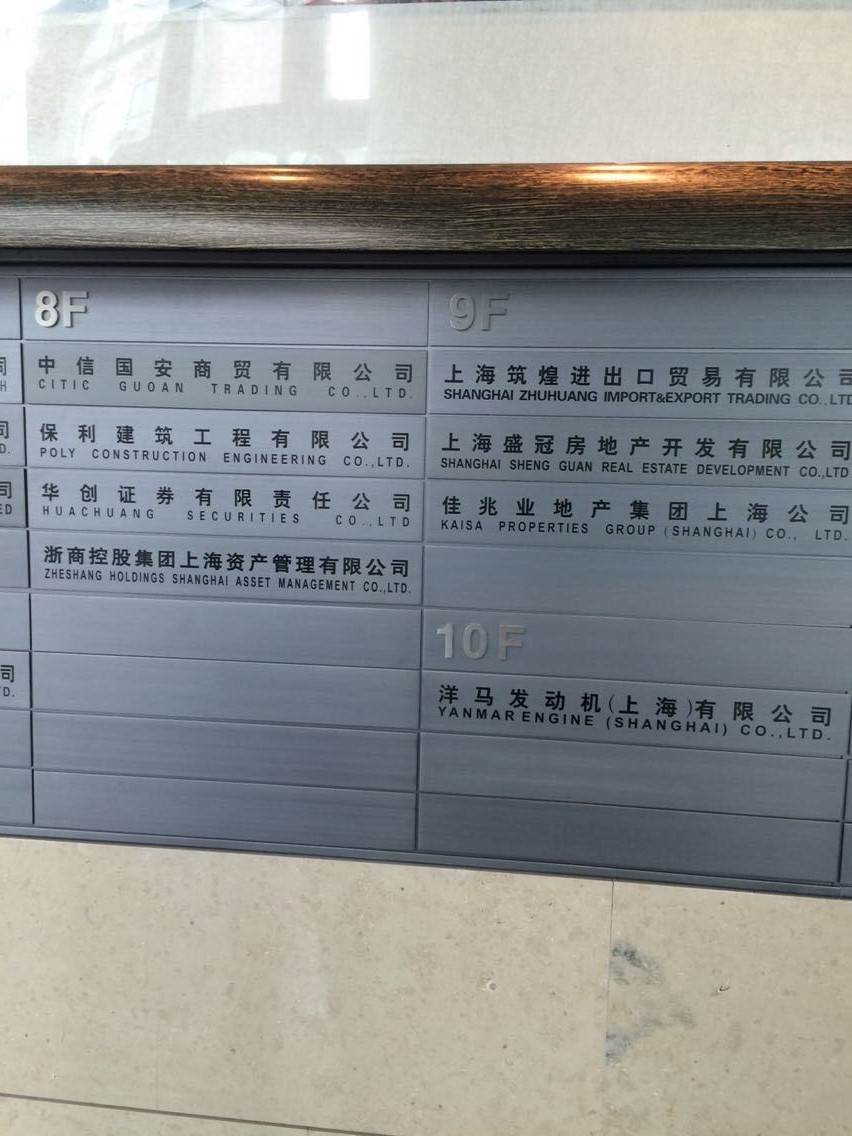 司
H
司
D.
司
ED
司
TD.
8F
中信国安商贸有限公司
CITIC GUOAN TRADING CO.,LTD.
保利建筑工程有限公司
POLY CONSTRUCTION ENGINEERING CO.,LTD.
华创证券有限责任公司
HUACHUANG SECURITIES CO.,LTD
浙商控股集团上海资产管理有限公司
ZHESHANG HOLDINGS SHANGHAI ASSET MANAGEMENT CO.,LTD.
9F
上海筑煌进出口贸易有限公司
SHANGHAI ZHUHUANG IMPORT&EXPORT TRADING CO.,LTD
上海盛冠房地产开发有限公司
SHANGHAI SHENG GUAN REAL ESTATE DEVELOPMENT CO.,LTD
佳兆业地产集团上海公司
KAISA PROPERTIES GROUP (SHANGHAI) CO., LTD.
10F
洋马发动机(上海)有限公司
YANMAR ENGINE (SHANGHAI) CO.,LTD.